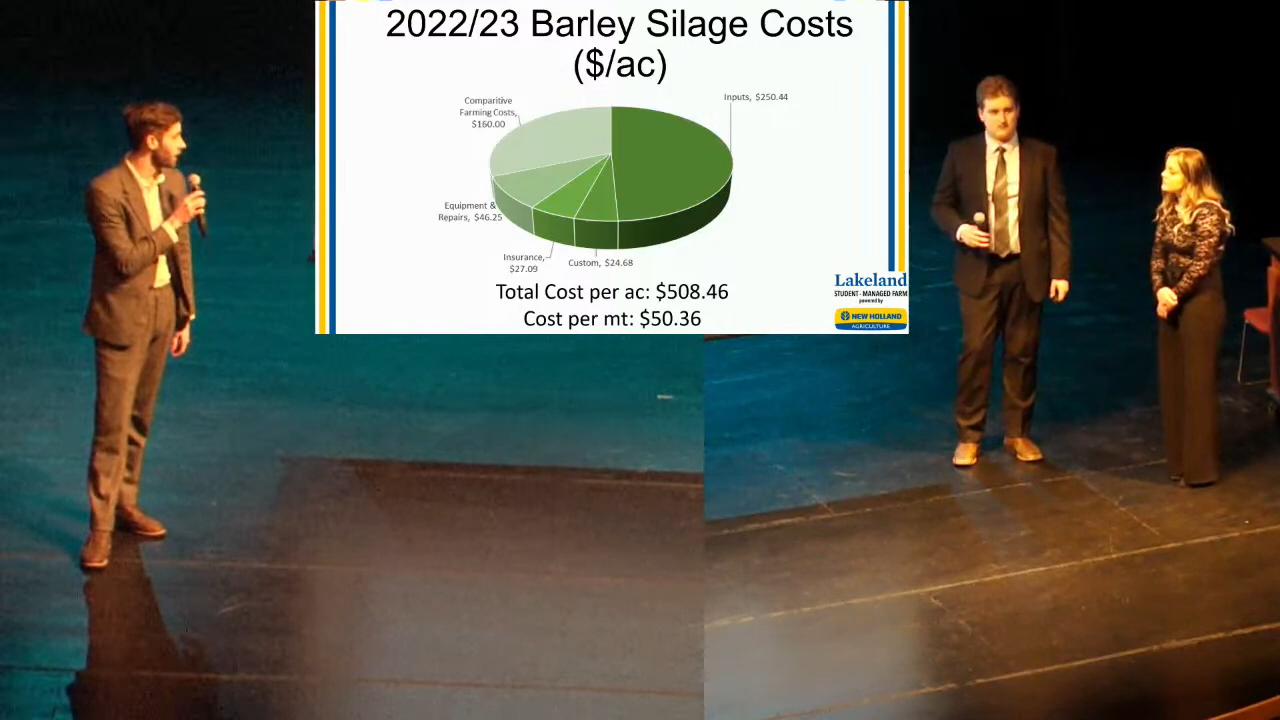 2022/23 Barley Silage Costs
($/ac)
Comparitive
Farming Costs,
$160.00
Inputs, $250.44
Equipment &
Repairs, $46.25
Insurance,
$27.09
Custom, $24.68
Total Cost per ac: $508.46
Cost per mt: $50.36
Lakeland
STUDENT-MANAGED FARM
powered by
NEW HOLLAND
AGRICULTURE